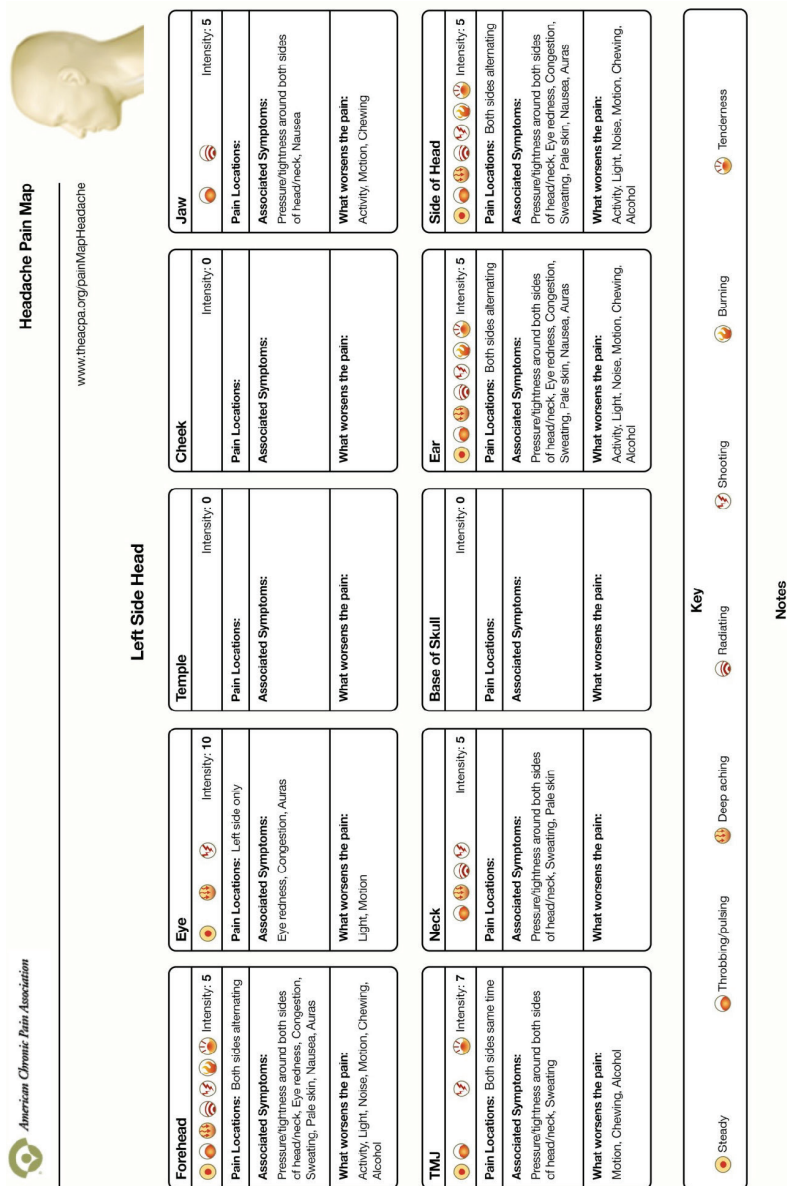 American Chronic Pain Association
Headache Pain Map
www.theacpa.org/painMapHeadache
Left Side Head
Forehead
Intensity: 5
Pain Locations: Both sides alternating
Associated Symptoms:
Pressure/tightness around both sides
of head/neck, Eye redness, Congestion,
Sweating, Pale skin, Nausea, Auras
What worsens the pain:
Activity, Light, Noise, Motion, Chewing,
Alcohol
Eye
Intensity: 10
Pain Locations: Left side only
Associated Symptoms:
Eye redness, Congestion, Auras
What worsens the pain:
Light, Motion
Temple
Intensity: 0
Pain Locations:
Associated Symptoms:
What worsens the pain:
Cheek
Intensity: 0
Pain Locations:
Associated Symptoms:
What worsens the pain:
Jaw
Intensity: 5
Pain Locations:
Associated Symptoms:
Pressure/tightness around both sides
of head/neck, Nausea
What worsens the pain:
Activity, Motion, Chewing
TMJ
Intensity: 7
Pain Locations: Both sides same time
Associated Symptoms:
Pressure/tightness around both sides
of head/neck, Sweating
What worsens the pain:
Motion, Chewing, Alcohol
Neck
Intensity: 5
Pain Locations:
Associated Symptoms:
Pressure/tightness around both sides
of head/neck, Sweating, Pale skin
What worsens the pain:
Base of Skull
Intensity: 0
Pain Locations:
Associated Symptoms:
What worsens the pain:
Ear
Intensity: 5
Pain Locations: Both sides alternating
Associated Symptoms:
Pressure/tightness around both sides
of head/neck, Eye redness, Congestion,
Sweating, Pale skin, Nausea, Auras
What worsens the pain:
Activity, Light, Noise, Motion, Chewing,
Alcohol
Side of Head
Intensity: 5
Pain Locations: Both sides alternating
Associated Symptoms:
Pressure/tightness around both sides
of head/neck, Eye redness, Congestion,
Sweating, Pale skin, Nausea, Auras
What worsens the pain:
Activity, Light, Noise, Motion, Chewing,
Alcohol
Key
Steady
Throbbing/pulsing
Deep aching
Radiating
Shooting
Burning
Tenderness
Notes